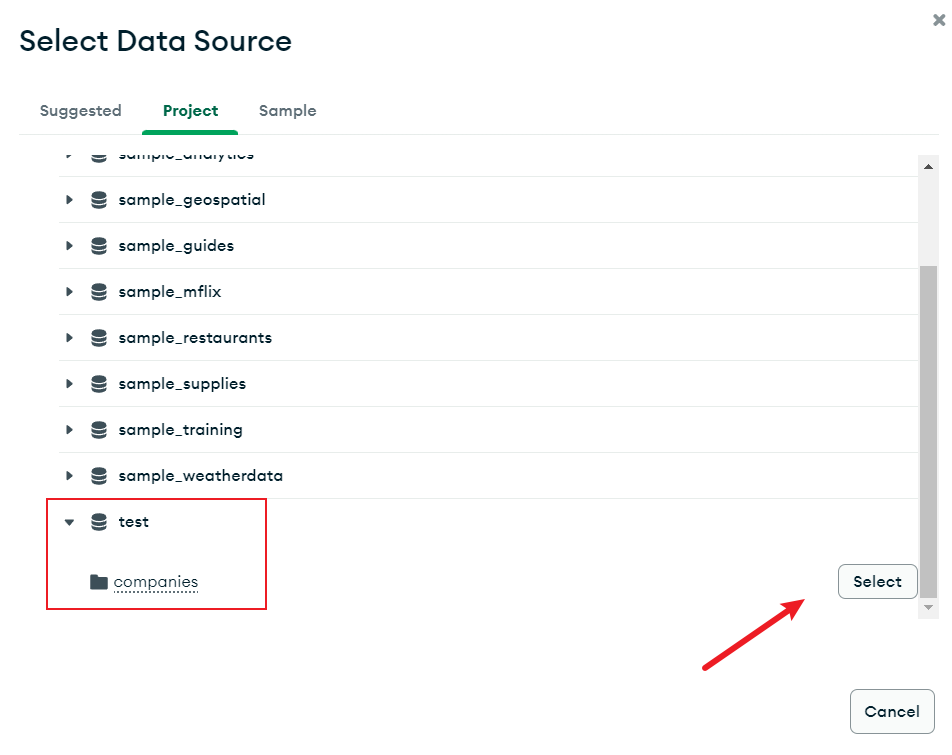 Select Data Source
Suggested Project Sample
sample_analytics
sample_geospatial
sample_guides
sample_mflix
sample_restaurants
sample_supplies
sample_training
sample_weatherdata
test
companies Select
Cancel